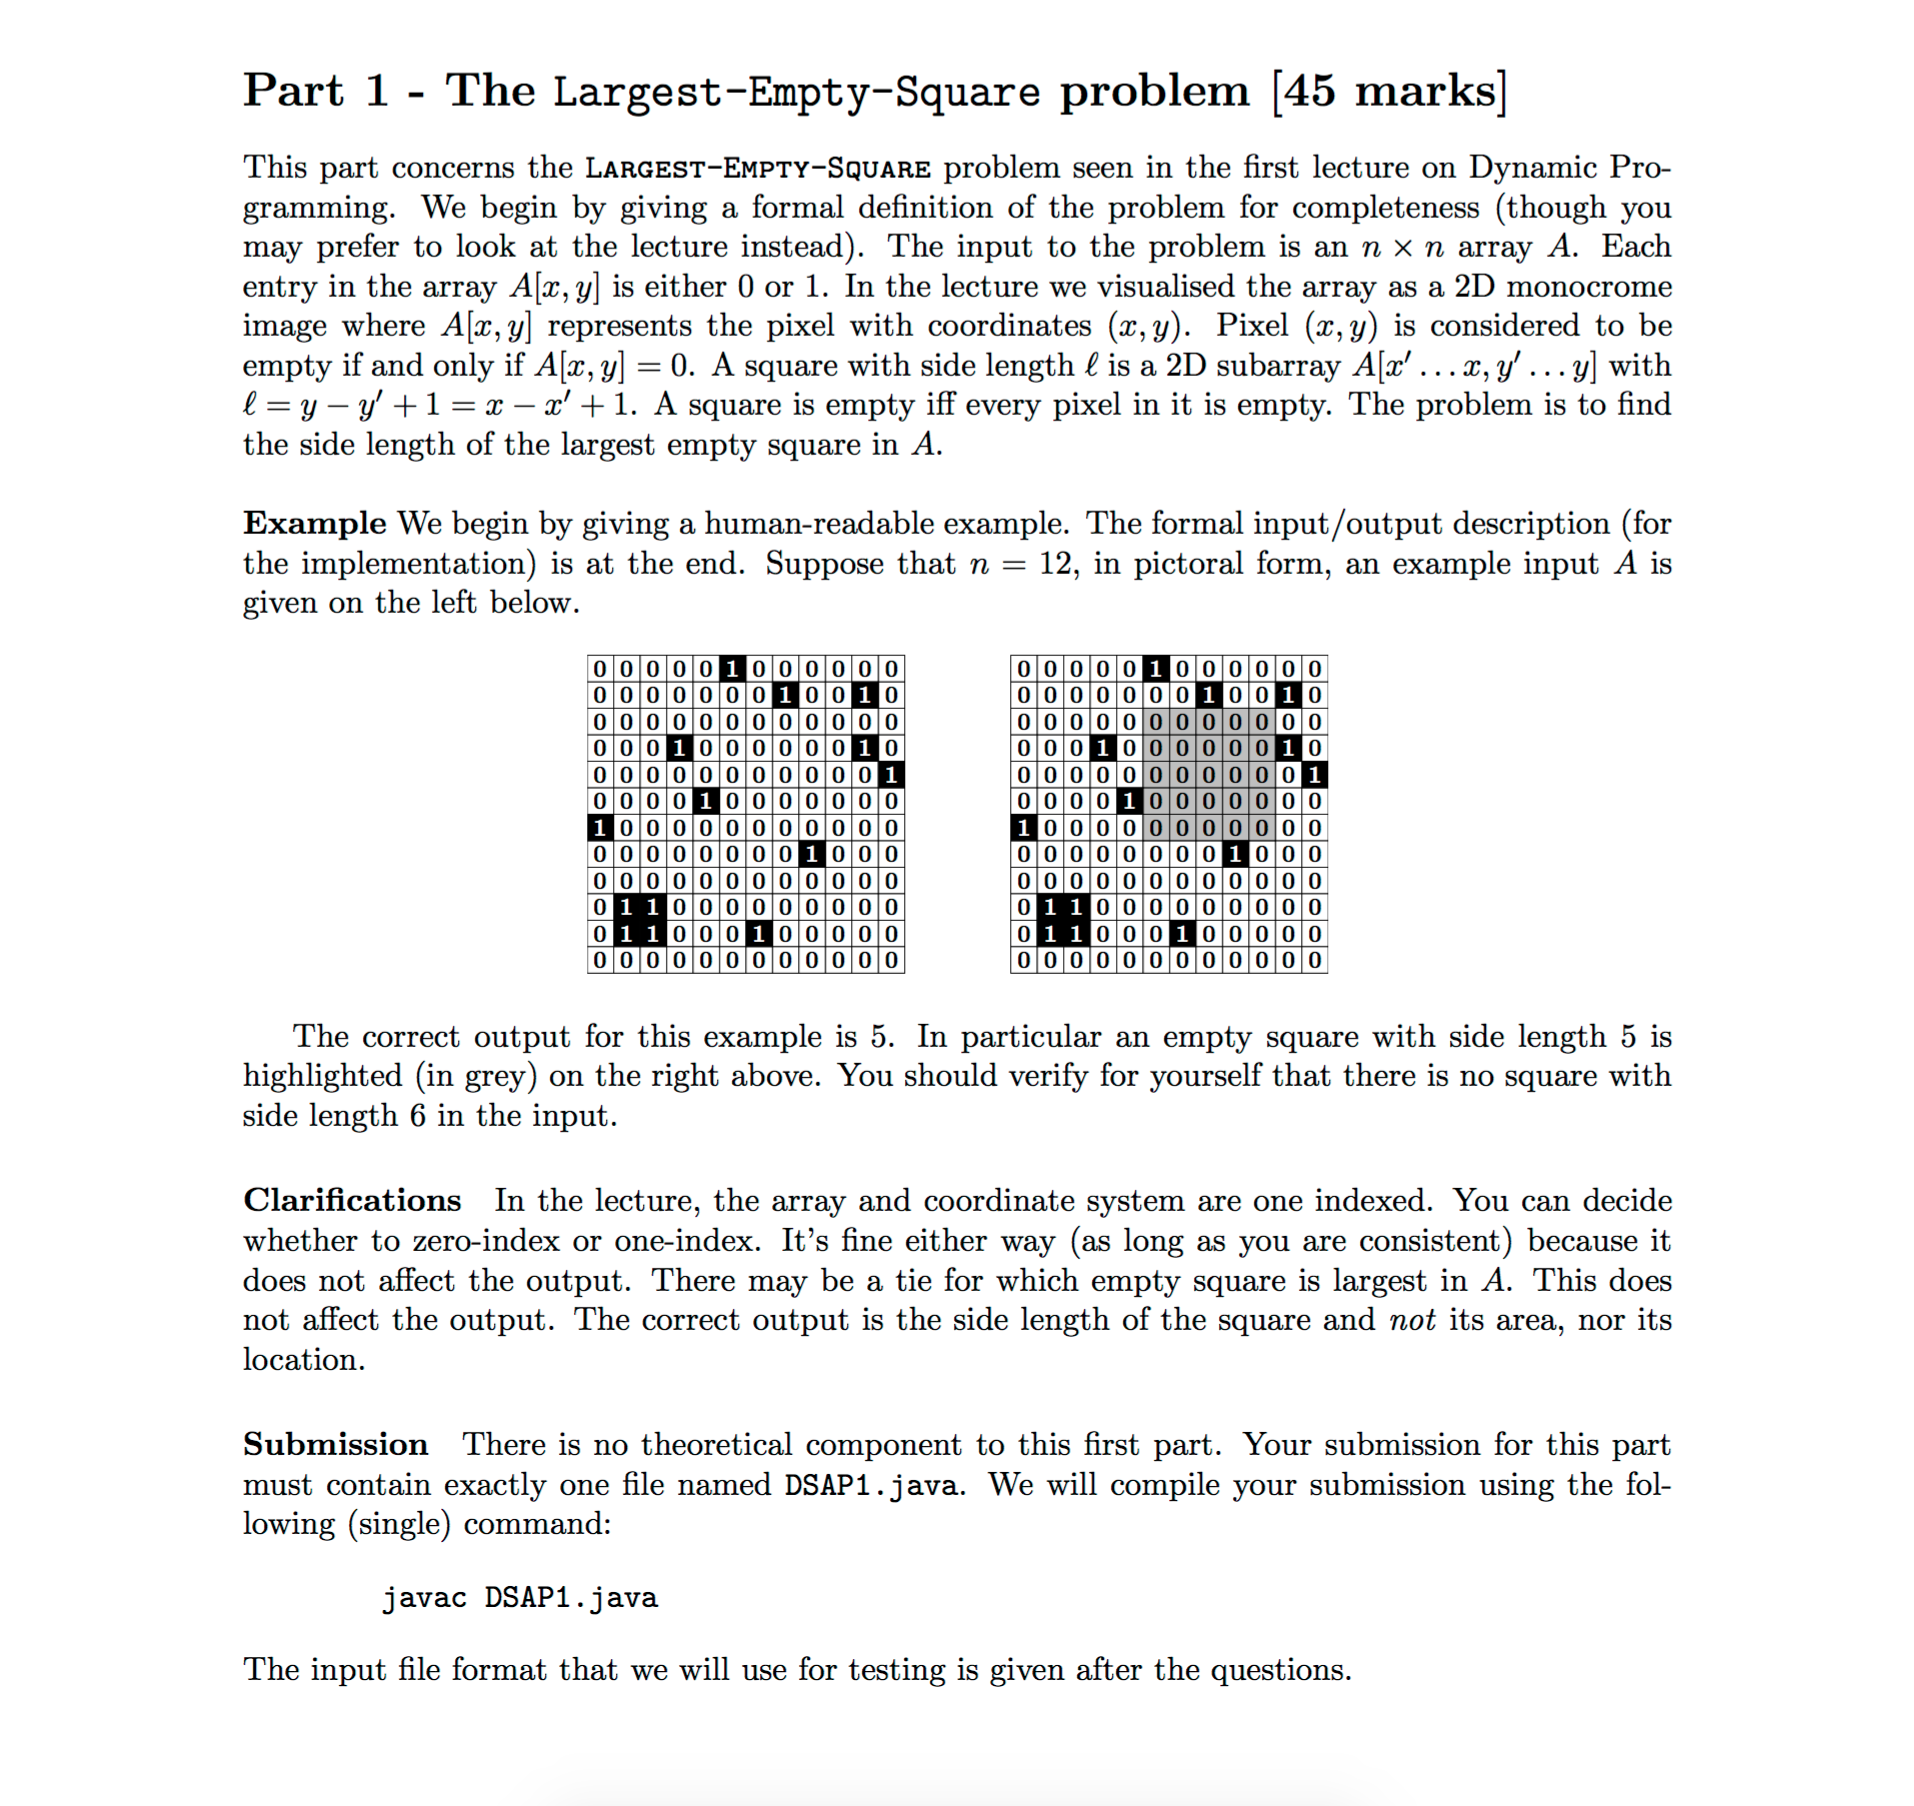 Part 1 - The Largest-Empty-Square problem [45 marks]
This part concerns the LARGEST-EMPTY-SQUARE problem seen in the first lecture on Dynamic Pro-
gramming. We begin by giving a formal definition of the problem for completeness (though you
may prefer to look at the lecture instead). The input to the problem is an n × n array A. Each
entry in the array A[x, y] is either 0 or 1. In the lecture we visualised the array as a 2D monocrome
image where A[x, y] represents the pixel with coordinates (x, y). Pixel (x, y) is considered to be
empty if and only if A[x, y] = 0. A square with side length ℓ is a 2D subarray A[x′ . . . x, y′ . . . y] with
ℓ = y − y′ + 1 = x − x′ + 1. A square is empty iff every pixel in it is empty. The problem is to find
the side length of the largest empty square in A.
Example We begin by giving a human-readable example. The formal input/output description (for
the implementation) is at the end. Suppose that n = 12, in pictoral form, an example input A is
given on the left below.
0 0 0 0 0 1 0 0 0 0 0 0
0 0 0 0 0 0 0 1 0 0 1 0
0 0 0 0 0 0 0 0 0 0 0 0
0 0 0 1 0 0 0 0 0 0 1 0
0 0 0 0 0 0 0 0 0 0 0 1
0 0 0 0 1 0 0 0 0 0 0 0
1 0 0 0 0 0 0 0 0 0 0 0
0 0 0 0 0 0 0 0 1 0 0 0
0 0 0 0 0 0 0 0 0 0 0 0
0 1 1 0 0 0 0 0 0 0 0 0
0 1 1 0 0 0 1 0 0 0 0 0
0 0 0 0 0 0 0 0 0 0 0 0
0 0 0 0 0 1 0 0 0 0 0 0
0 0 0 0 0 0 0 1 0 0 1 0
0 0 0 0 0 0 0 0 0 0 0 0
0 0 0 1 0 0 0 0 0 0 1 0
0 0 0 0 0 0 0 0 0 0 0 1
0 0 0 0 1 0 0 0 0 0 0 0
1 0 0 0 0 0 0 0 0 0 0 0
0 0 0 0 0 0 0 0 1 0 0 0
0 0 0 0 0 0 0 0 0 0 0 0
0 1 1 0 0 0 0 0 0 0 0 0
0 1 1 0 0 0 1 0 0 0 0 0
0 0 0 0 0 0 0 0 0 0 0 0
The correct output for this example is 5. In particular an empty square with side length 5 is
highlighted (in grey) on the right above. You should verify for yourself that there is no square with
side length 6 in the input.
Clarifications In the lecture, the array and coordinate system are one indexed. You can decide
whether to zero-index or one-index. It's fine either way (as long as you are consistent) because it
does not affect the output. There may be a tie for which empty square is largest in A. This does
not affect the output. The correct output is the side length of the square and not its area, nor its
location.
Submission There is no theoretical component to this first part. Your submission for this part
must contain exactly one file named DSAP1.java. We will compile your submission using the fol-
lowing (single) command:
javac DSAP1.java
The input file format that we will use for testing is given after the questions.